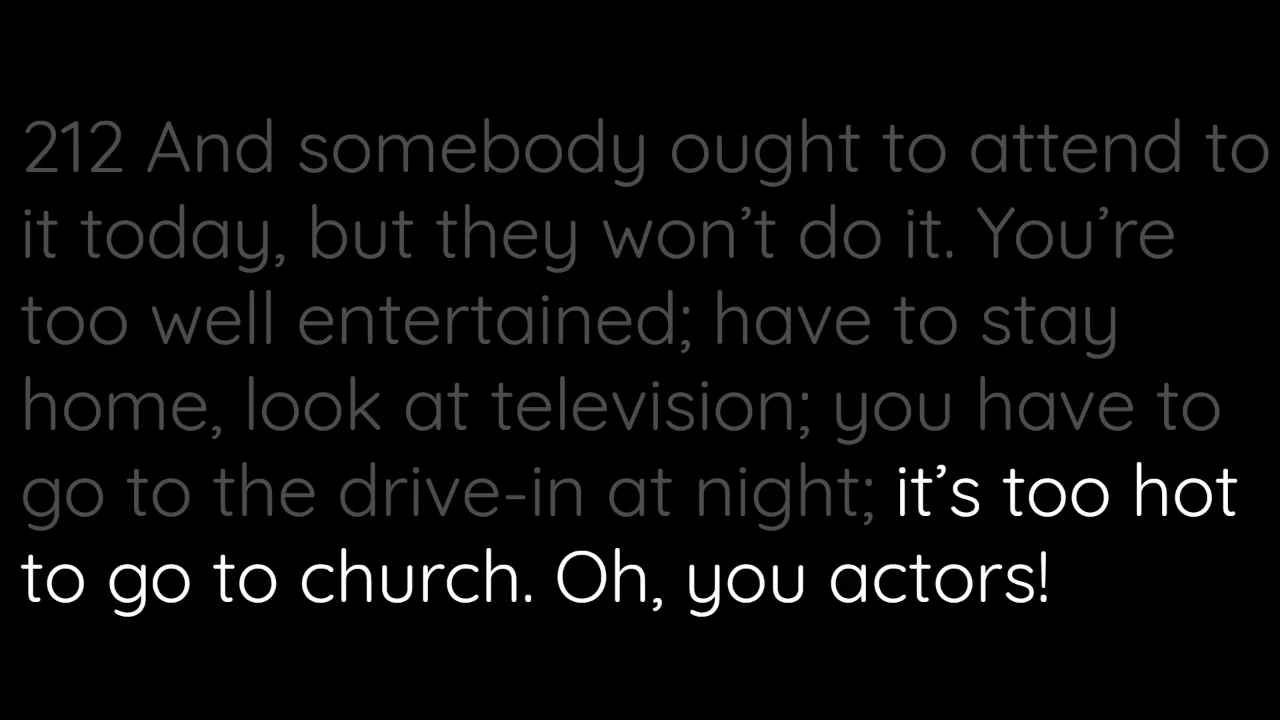 212 And somebody ought to attend to
it today, but they won’t do it. You’re
too well entertained; have to stay
home, look at television; you have to
go to the drive-in at night; it’s too hot
to go to church. Oh, you actors!